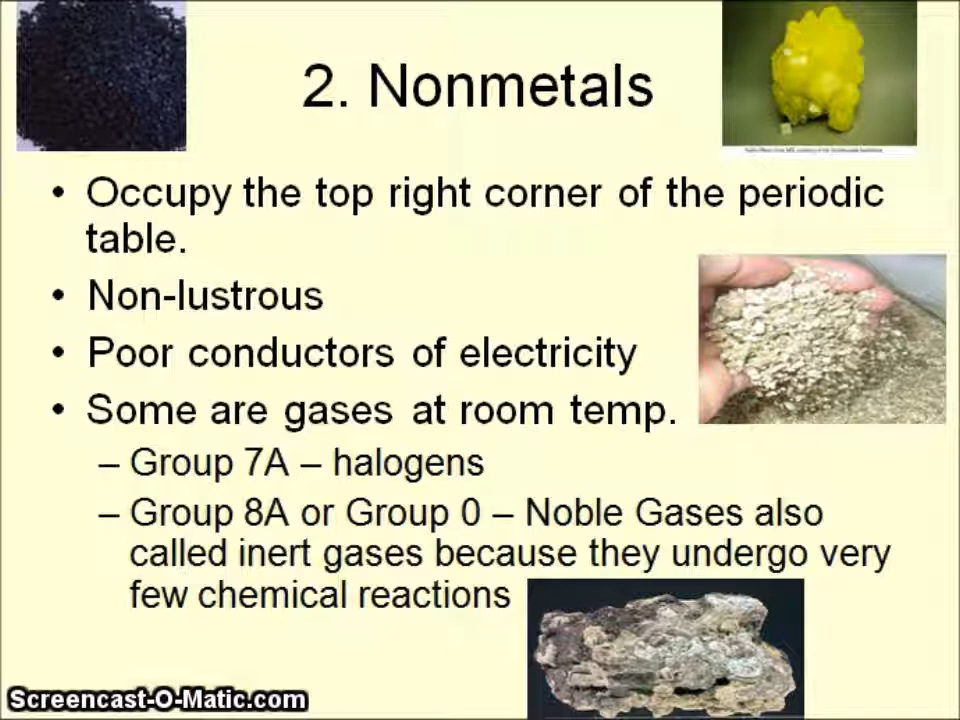 2. Nonmetals
• Occupy the top right corner of the periodic
table.
• Non-lustrous
• Poor conductors of electricity
• Some are gases at room temp.
– Group 7A – halogens
– Group 8A or Group 0 – Noble Gases also
called inert gases because they undergo very
few chemical reactions
Screencast-O-Matic.com